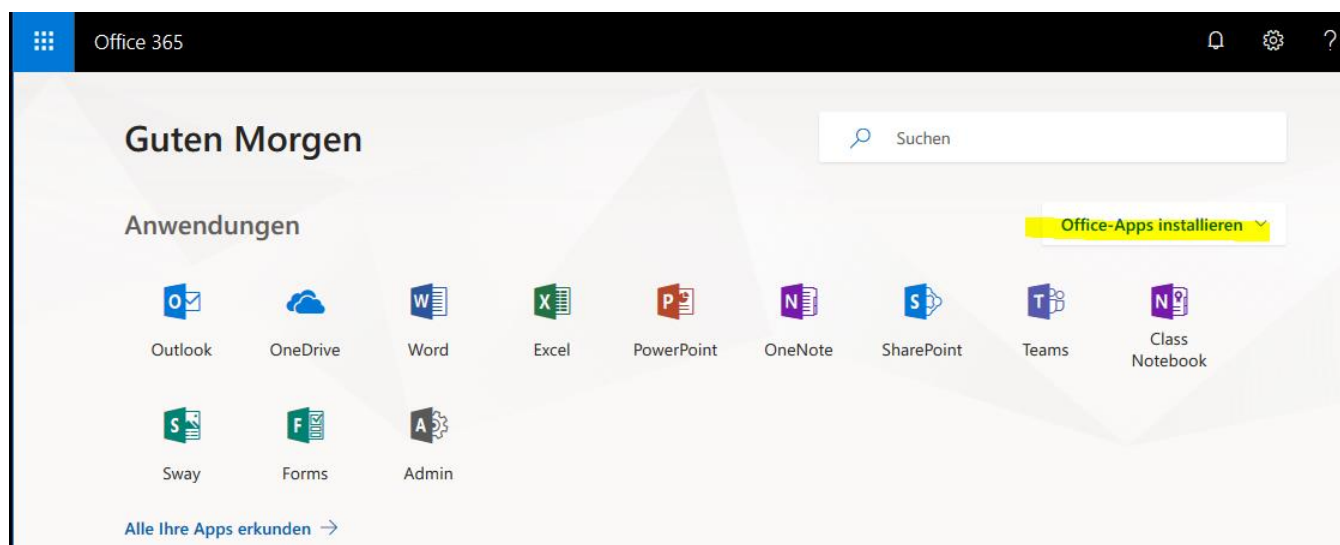 Office 365
?
Guten Morgen
Suchen
Anwendungen
Office-Apps installieren
Outlook OneDrive Word Excel PowerPoint OneNote SharePoint Teams Class Notebook
Sway Forms Admin
Alle Ihre Apps erkunden →